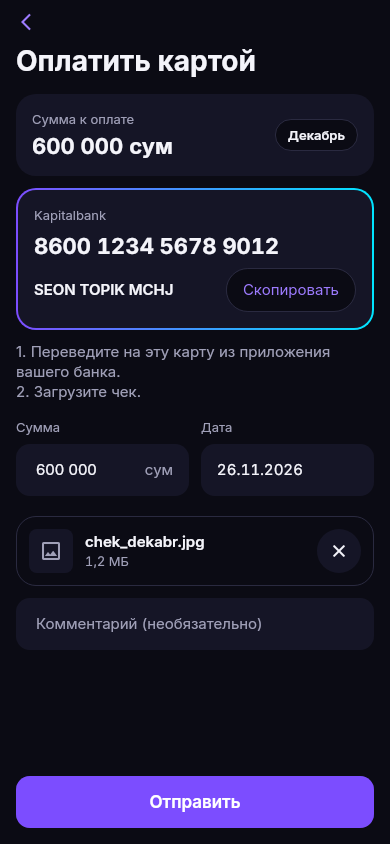 Оплатить картой
Сумма к оплате
600 000 сум
Декабрь
Kapitalbank
8600 1234 5678 9012
SEON TOPIK MCHJ
Скопировать
1. Переведите на эту карту из приложения
вашего банка.
2. Загрузите чек.
Сумма
Дата
600 000 сум
26.11.2026
chek_dekabr.jpg
1,2 МБ
Комментарий (необязательно)
Отправить